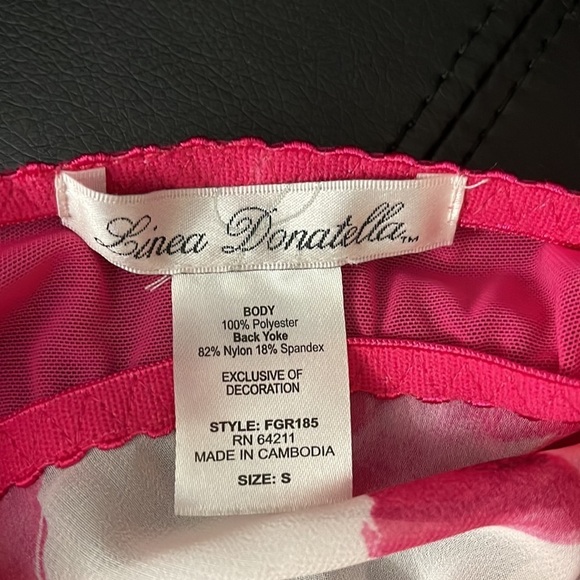 Linea Donatella™
BODY
100% Polyester
Back Yoke
82% Nylon 18% Spandex
EXCLUSIVE OF
DECORATION
STYLE: FGR185
RN 64211
MADE IN CAMBODIA
SIZE: S